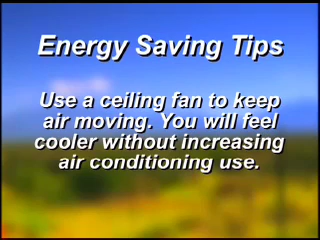 Energy Saving Tips
Use a ceiling fan to keep
air moving. You will feel
cooler without increasing
air conditioning use.